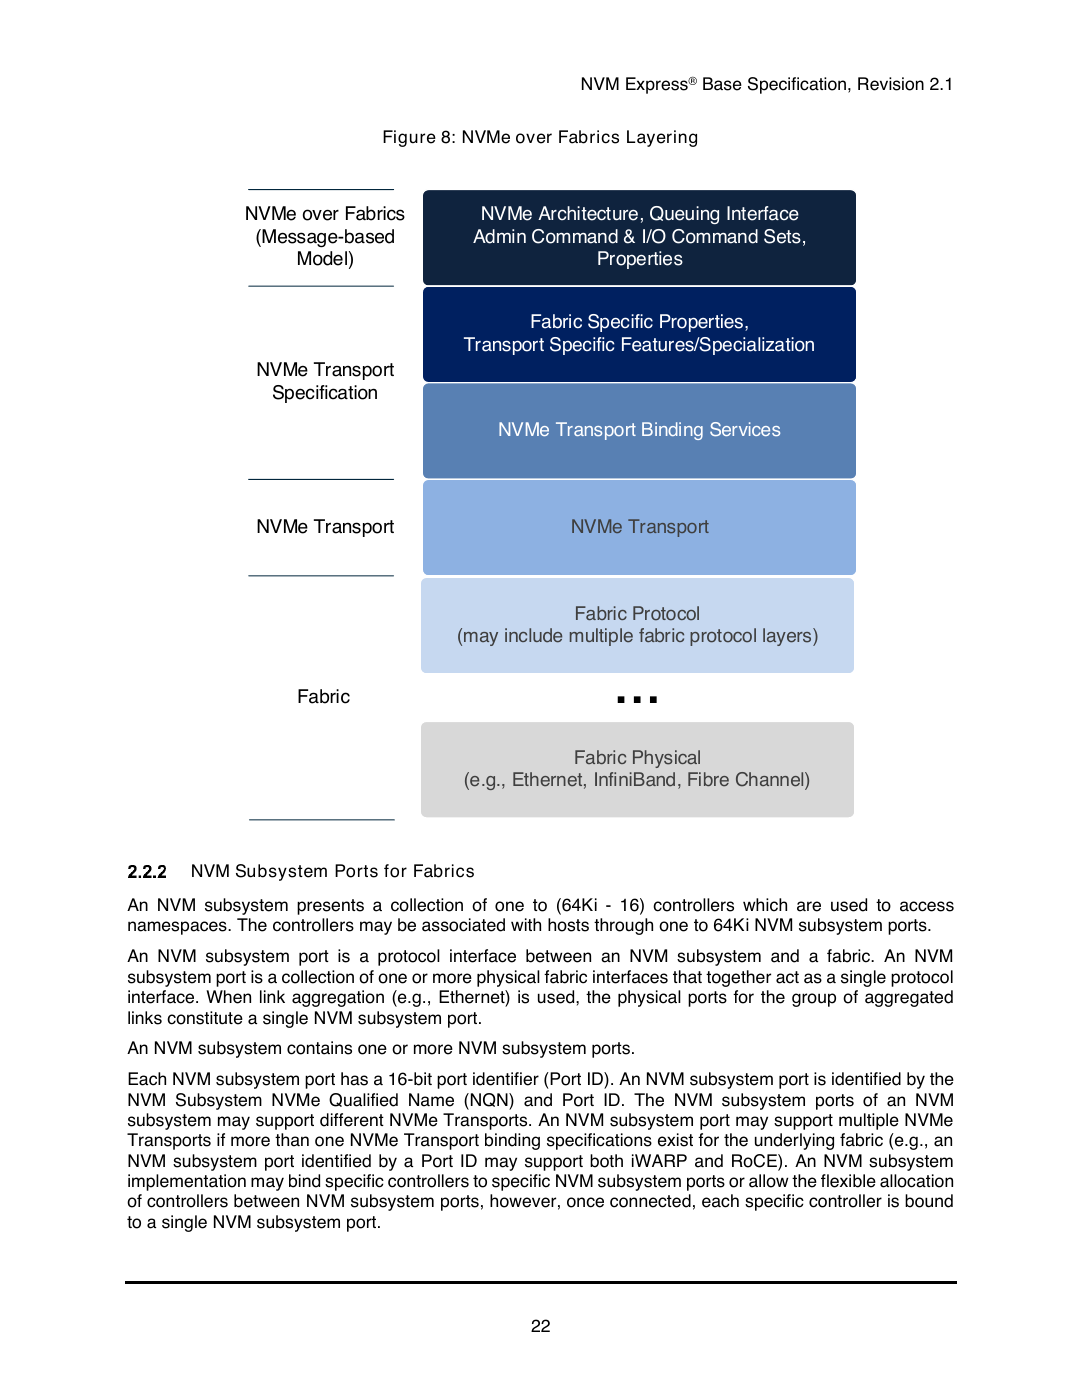 NVM Express® Base Specification, Revision 2.1
Figure 8: NVMe over Fabrics Layering
NVMe over Fabrics
(Message-based
Model)
NVMe Architecture, Queuing Interface
Admin Command & I/O Command Sets,
Properties
NVMe Transport
Specification
Fabric Specific Properties,
Transport Specific Features/Specialization
NVMe Transport Binding Services
NVMe Transport
NVMe Transport
Fabric
Fabric Protocol
(may include multiple fabric protocol layers)
...
Fabric Physical
(e.g., Ethernet, InfiniBand, Fibre Channel)
2.2.2 NVM Subsystem Ports for Fabrics
An NVM subsystem presents a collection of one to (64Ki - 16) controllers which are used to access
namespaces. The controllers may be associated with hosts through one to 64Ki NVM subsystem ports.
An NVM subsystem port is a protocol interface between an NVM subsystem and a fabric. An NVM
subsystem port is a collection of one or more physical fabric interfaces that together act as a single protocol
interface. When link aggregation (e.g., Ethernet) is used, the physical ports for the group of aggregated
links constitute a single NVM subsystem port.
An NVM subsystem contains one or more NVM subsystem ports.
Each NVM subsystem port has a 16-bit port identifier (Port ID). An NVM subsystem port is identified by the
NVM Subsystem NVMe Qualified Name (NQN) and Port ID. The NVM subsystem ports of an NVM
subsystem may support different NVMe Transports. An NVM subsystem port may support multiple NVMe
Transports if more than one NVMe Transport binding specifications exist for the underlying fabric (e.g., an
NVM subsystem port identified by a Port ID may support both iWARP and RoCE). An NVM subsystem
implementation may bind specific controllers to specific NVM subsystem ports or allow the flexible allocation
of controllers between NVM subsystem ports, however, once connected, each specific controller is bound
to a single NVM subsystem port.
22